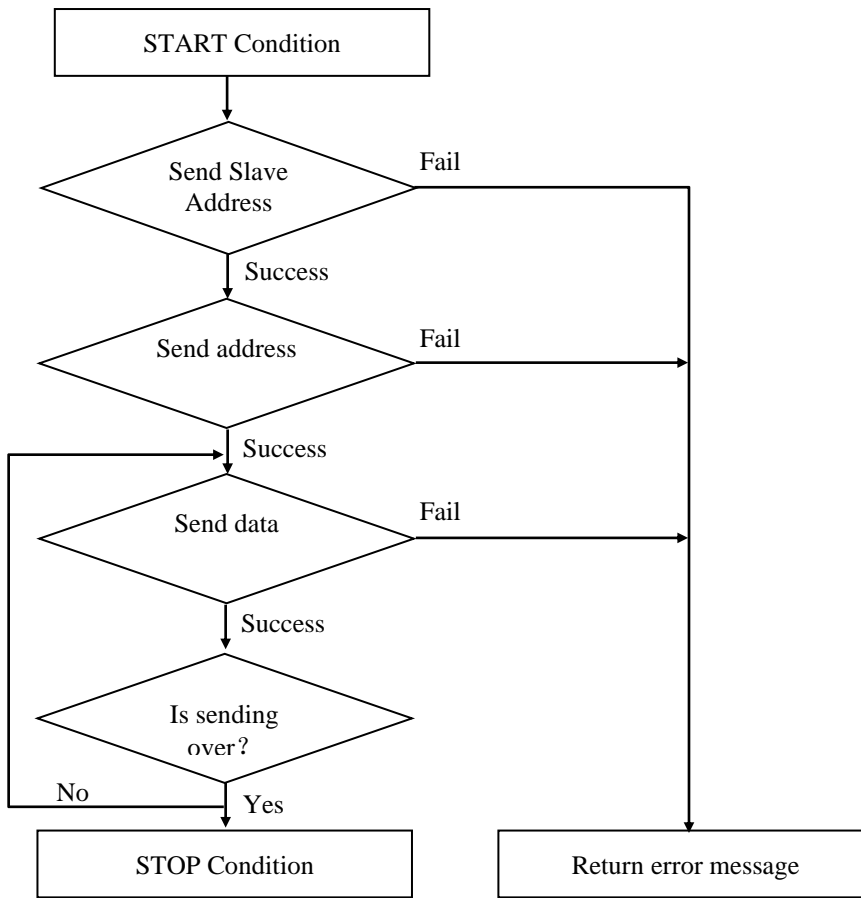 START Condition
Send Slave
Address
Fail
Success
Send address
Fail
Success
Send data
Fail
Success
Is sending
over？
No
Yes
STOP Condition
Return error message